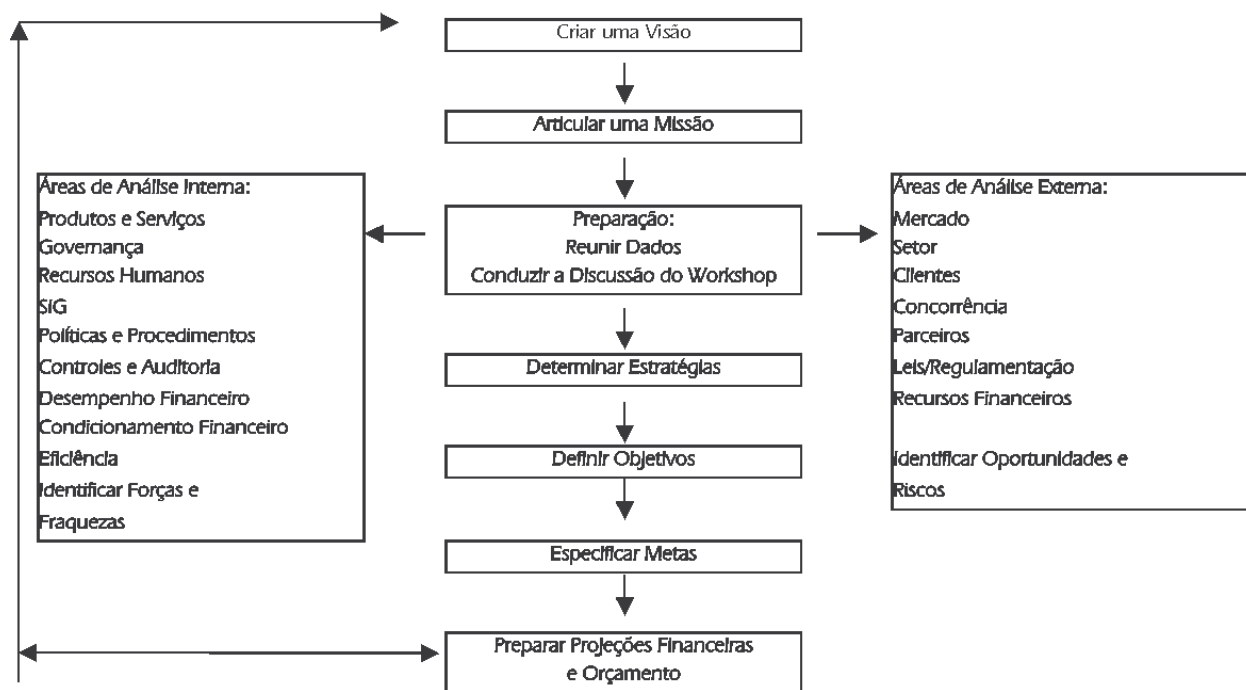 Criar uma Visão
Articular uma Missão
Áreas de Análise Interna:
Produtos e Serviços
Governança
Recursos Humanos
SIG
Políticas e Procedimentos
Controles e Auditoria
Desempenho Financeiro
Condicionamento Financeiro
Eficiência
Identificar Forças e
Fraquezas
Preparação:
Reunir Dados
Conduzir a Discussão do Workshop
Áreas de Análise Externa:
Mercado
Setor
Clientes
Concorrência
Parceiros
Leis/Regulamentação
Recursos Financeiros
Identificar Oportunidades e
Riscos
Determinar Estratégias
Definir Objetivos
Especificar Metas
Preparar Projeções Financeiras
e Orçamento